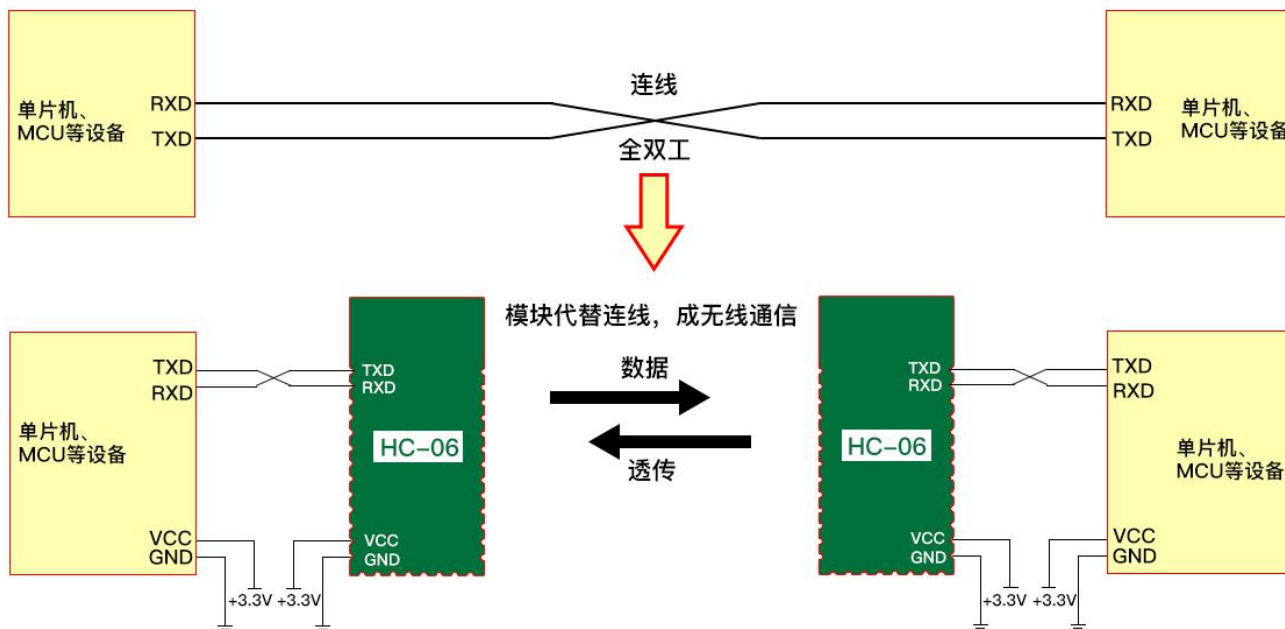 连线
单片机、
MCU等设备
RXD
TXD
RXD
TXD
单片机、
MCU等设备
全双工
模块代替连线，成无线通信
数据
透传
TXD
RXD
单片机、
MCU等设备
VCC
GND
+3.3V
+3.3V
TXD
RXD
HC-06
VCC
GND
TXD
RXD
HC-06
VCC
GND
+3.3V
+3.3V
TXD
RXD
单片机、
MCU等设备
VCC
GND